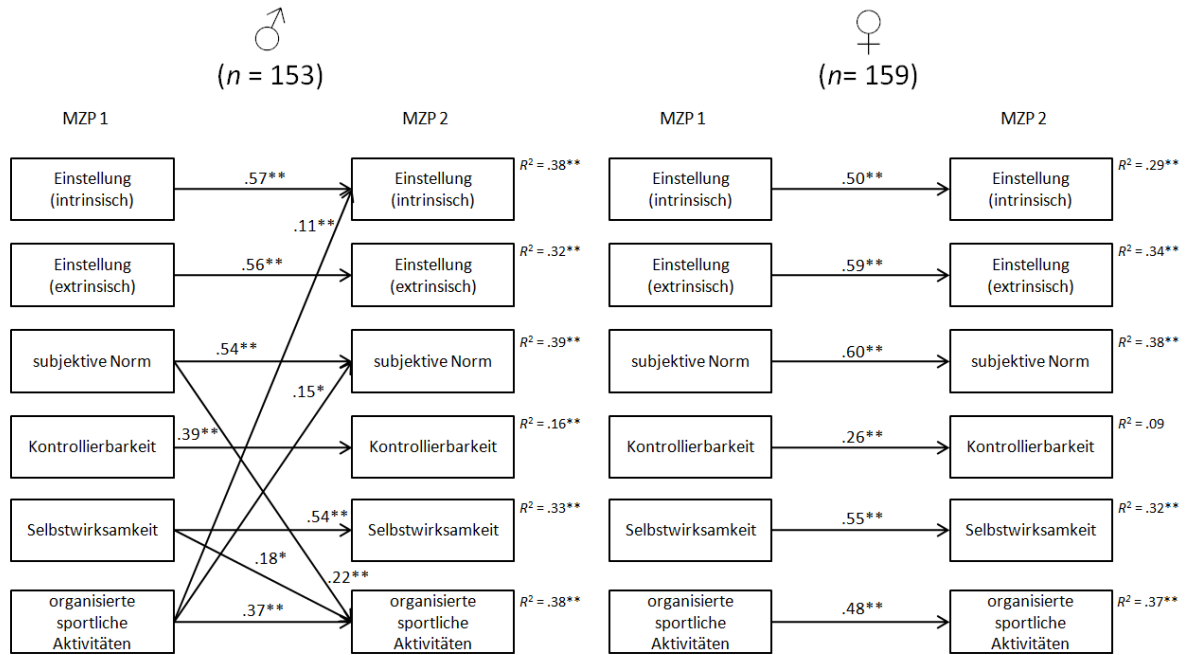 (n = 153)
(n= 159)
MZP 1
MZP 2
MZP 1
MZP 2
Einstellung
(intrinsisch)
.57**
Einstellung
(intrinsisch)
R² = .38**
Einstellung
(intrinsisch)
.50**
Einstellung
(intrinsisch)
R² = .29**
.11**
Einstellung
(extrinsisch)
.56**
Einstellung
(extrinsisch)
R² = .32**
Einstellung
(extrinsisch)
.59**
Einstellung
(extrinsisch)
R² = .34**
subjektive Norm
.54**
subjektive Norm
R² = .39**
subjektive Norm
.60**
subjektive Norm
R² = .38**
.15*
Kontrollierbarkeit
.39**
Kontrollierbarkeit
R² = .16**
Kontrollierbarkeit
.26**
Kontrollierbarkeit
R² = .09
Selbstwirksamkeit
.54**
Selbstwirksamkeit
R² = .33**
Selbstwirksamkeit
.55**
Selbstwirksamkeit
R² = .32**
.18*
.22**
organisierte
sportliche
Aktivitäten
.37**
organisierte
sportliche
Aktivitäten
R² = .38**
organisierte
sportliche
Aktivitäten
.48**
organisierte
sportliche
Aktivitäten
R² = .37**